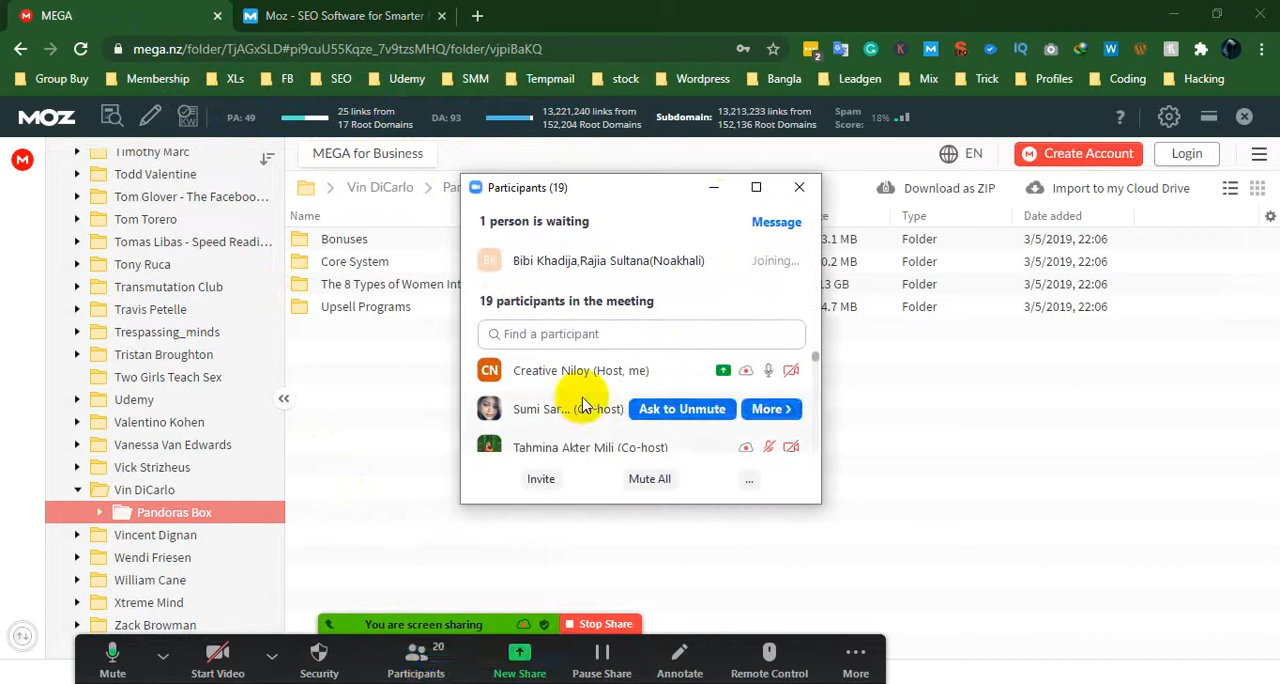 MEGA
Moz - SEO Software for Smarter
mega.nz/folder/TjAGxSLD#pi9cuU55Kqze_7v9tzsMHQ/folder/vjpiBaKQ
2
IQ
W
Group Buy
Membership
XLs
FB
SEO
Udemy
SMM
Tempmail
stock
Wordpress
Bangla
Leadgen
Mix
Trick
Profiles
Coding
Hacking
MOZ
PA: 49
25 links from
17 Root Domains
DA: 93
13,221,240 links from
152,204 Root Domains
Subdomain:
13,213,233 links from
152,136 Root Domains
Spam
Score:
18%
?
MEGA for Business
EN
Create Account
Login
Timothy Marc
Todd Valentine
Tom Glover - The Faceboo...
Tom Torero
Tomas Libas - Speed Readi...
Tony Ruca
Transmutation Club
Travis Petelle
Trespassing_minds
Tristan Broughton
Two Girls Teach Sex
Udemy
Valentino Kohen
Vanessa Van Edwards
Vick Strizheus
Vin DiCarlo
Pandoras Box
Vincent Dignan
Wendi Friesen
William Cane
Xtreme Mind
Zack Browman
Vin DiCarlo
Pa
Download as ZIP
Import to my Cloud Drive
Name
ze
Type
Date added
Bonuses
3.1 MB
Folder
3/5/2019, 22:06
Core System
0.2 MB
Folder
3/5/2019, 22:06
The 8 Types of Women Int
GB
Folder
3/5/2019, 22:06
Upsell Programs
4.7 MB
Folder
3/5/2019, 22:06
Participants (19)
1 person is waiting
Message
BK
Bibi Khadija,Rajia Sultana(Noakhali)
Joining...
19 participants in the meeting
Find a participant
CN
Creative Niloy (Host, me)
Sumi Sar... (Co-host)
Ask to Unmute
More
Tahmina Akter Mili (Co-host)
Invite
Mute All
...
You are screen sharing
Stop Share
Mute
Start Video
Security
Participants
20
New Share
Pause Share
Annotate
Remote Control
More